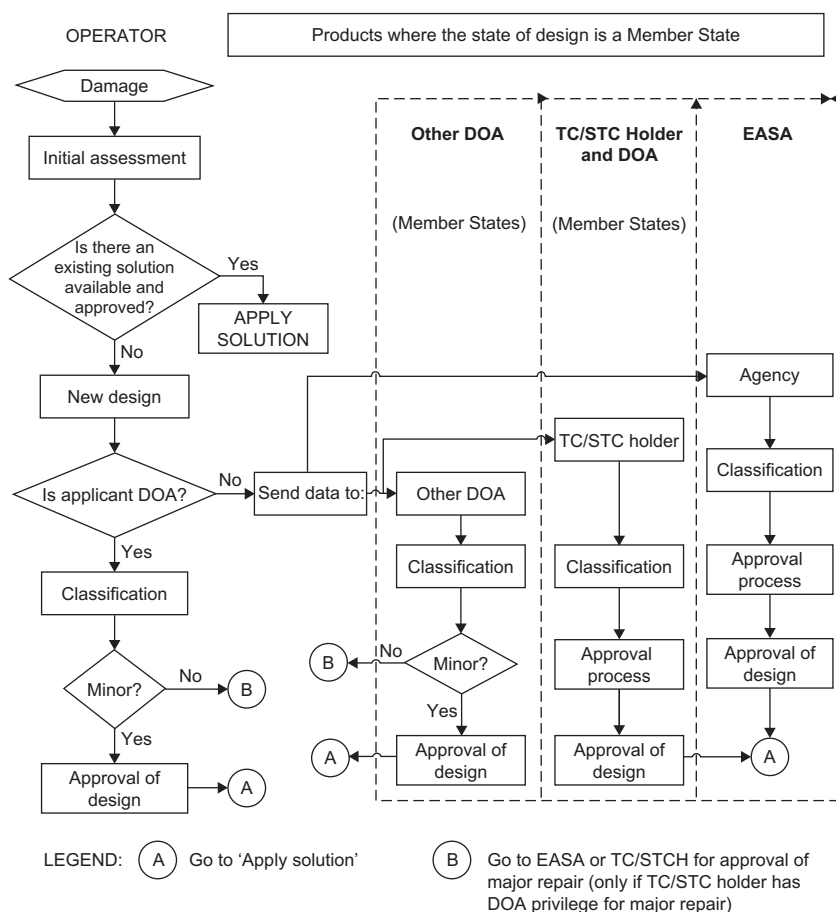 OPERATOR
Products where the state of design is a Member State
Damage
Initial assessment
Is there an
existing solution
available and
approved?
Yes
APPLY
SOLUTION
No
New design
Is applicant DOA?
No
Send data to:
Yes
Classification
Minor?
No
B
Yes
Approval of
design
A
Other DOA
(Member States)
Other DOA
Classification
Minor?
No
B
Yes
Approval of
design
A
TC/STC Holder
and DOA
(Member States)
TC/STC holder
Classification
Approval
process
Approval of
design
EASA
Agency
Classification
Approval
process
Approval of
design
A
LEGEND:
A
Go to ‘Apply solution’
B
Go to EASA or TC/STCH for approval of
major repair (only if TC/STC holder has
DOA privilege for major repair)